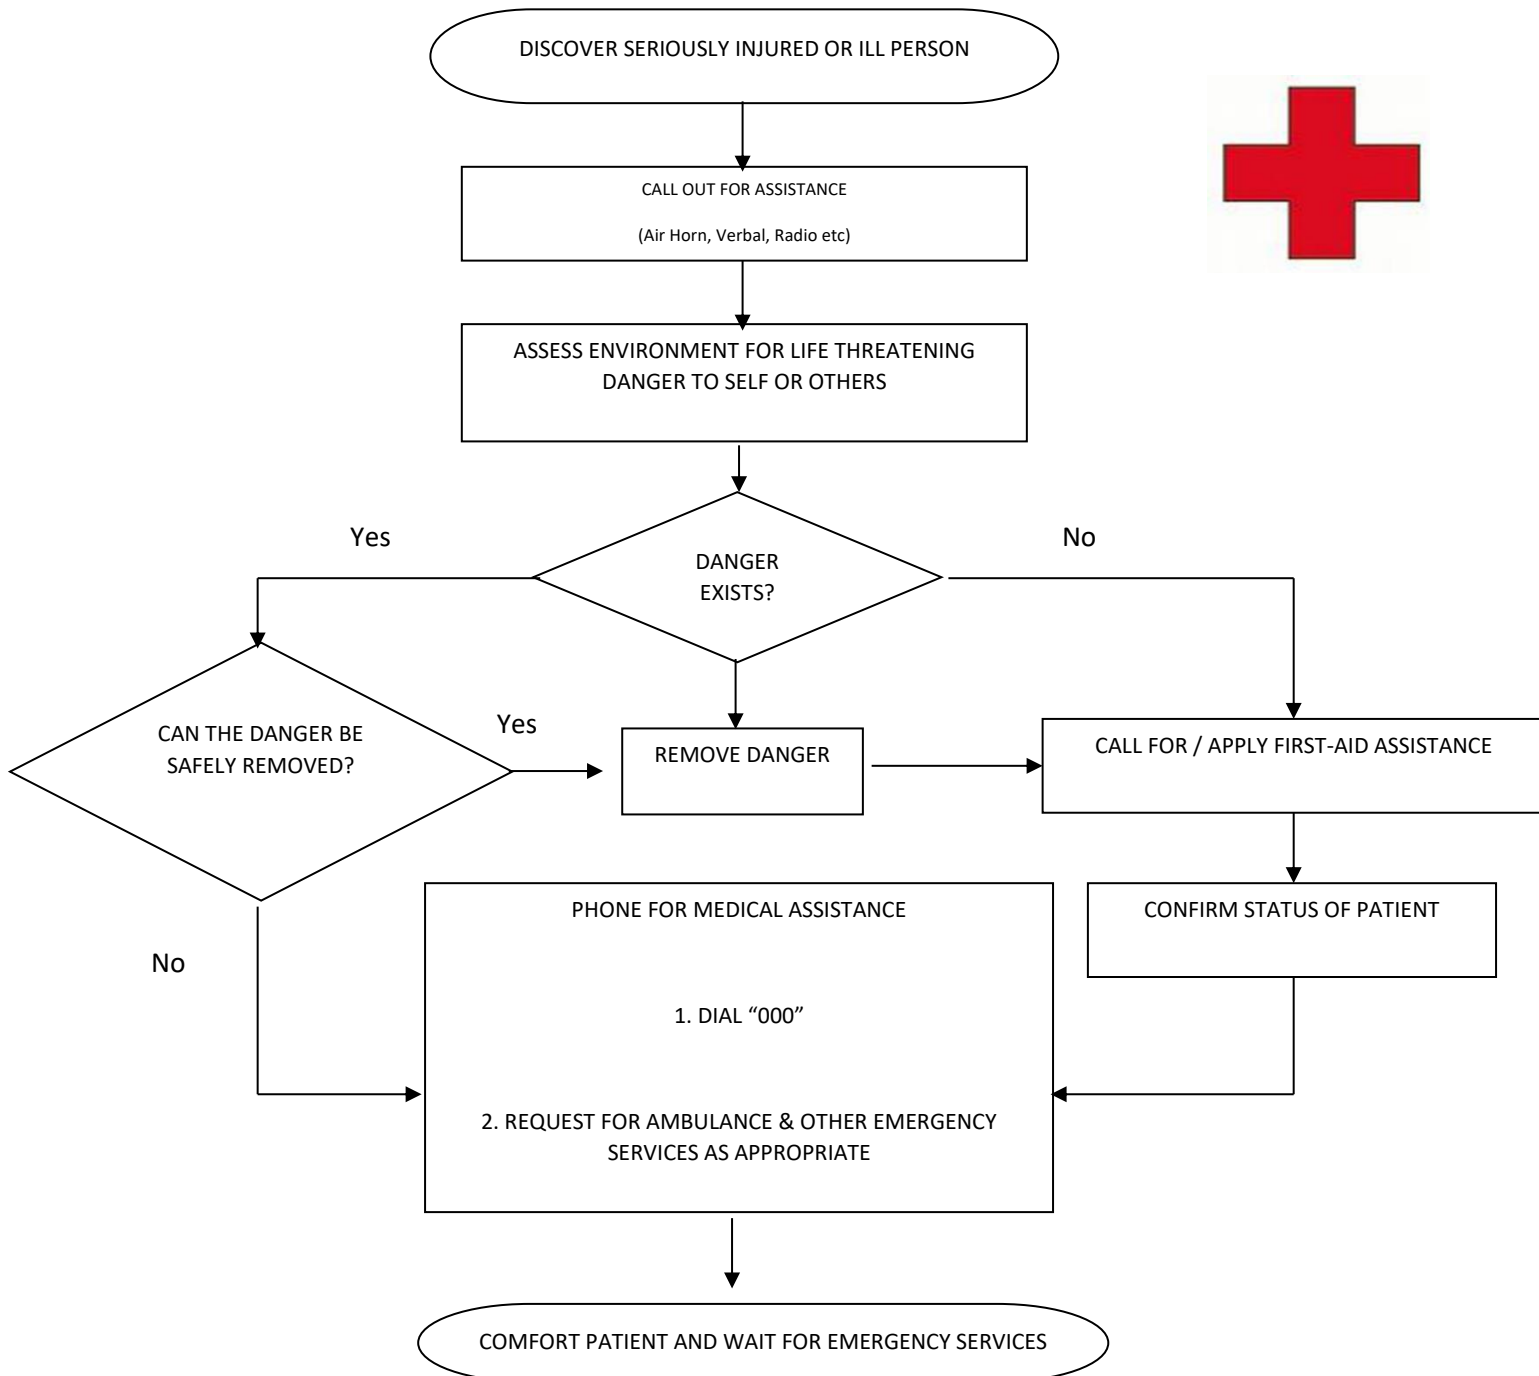 DISCOVER SERIOUSLY INJURED OR ILL PERSON
CALL OUT FOR ASSISTANCE
(Air Horn, Verbal, Radio etc)
ASSESS ENVIRONMENT FOR LIFE THREATENING
DANGER TO SELF OR OTHERS
Yes
No
DANGER
EXISTS?
CAN THE DANGER BE
SAFELY REMOVED?
Yes
REMOVE DANGER
CALL FOR / APPLY FIRST-AID ASSISTANCE
No
PHONE FOR MEDICAL ASSISTANCE
1. DIAL “000”
2. REQUEST FOR AMBULANCE & OTHER EMERGENCY
SERVICES AS APPROPRIATE
CONFIRM STATUS OF PATIENT
COMFORT PATIENT AND WAIT FOR EMERGENCY SERVICES